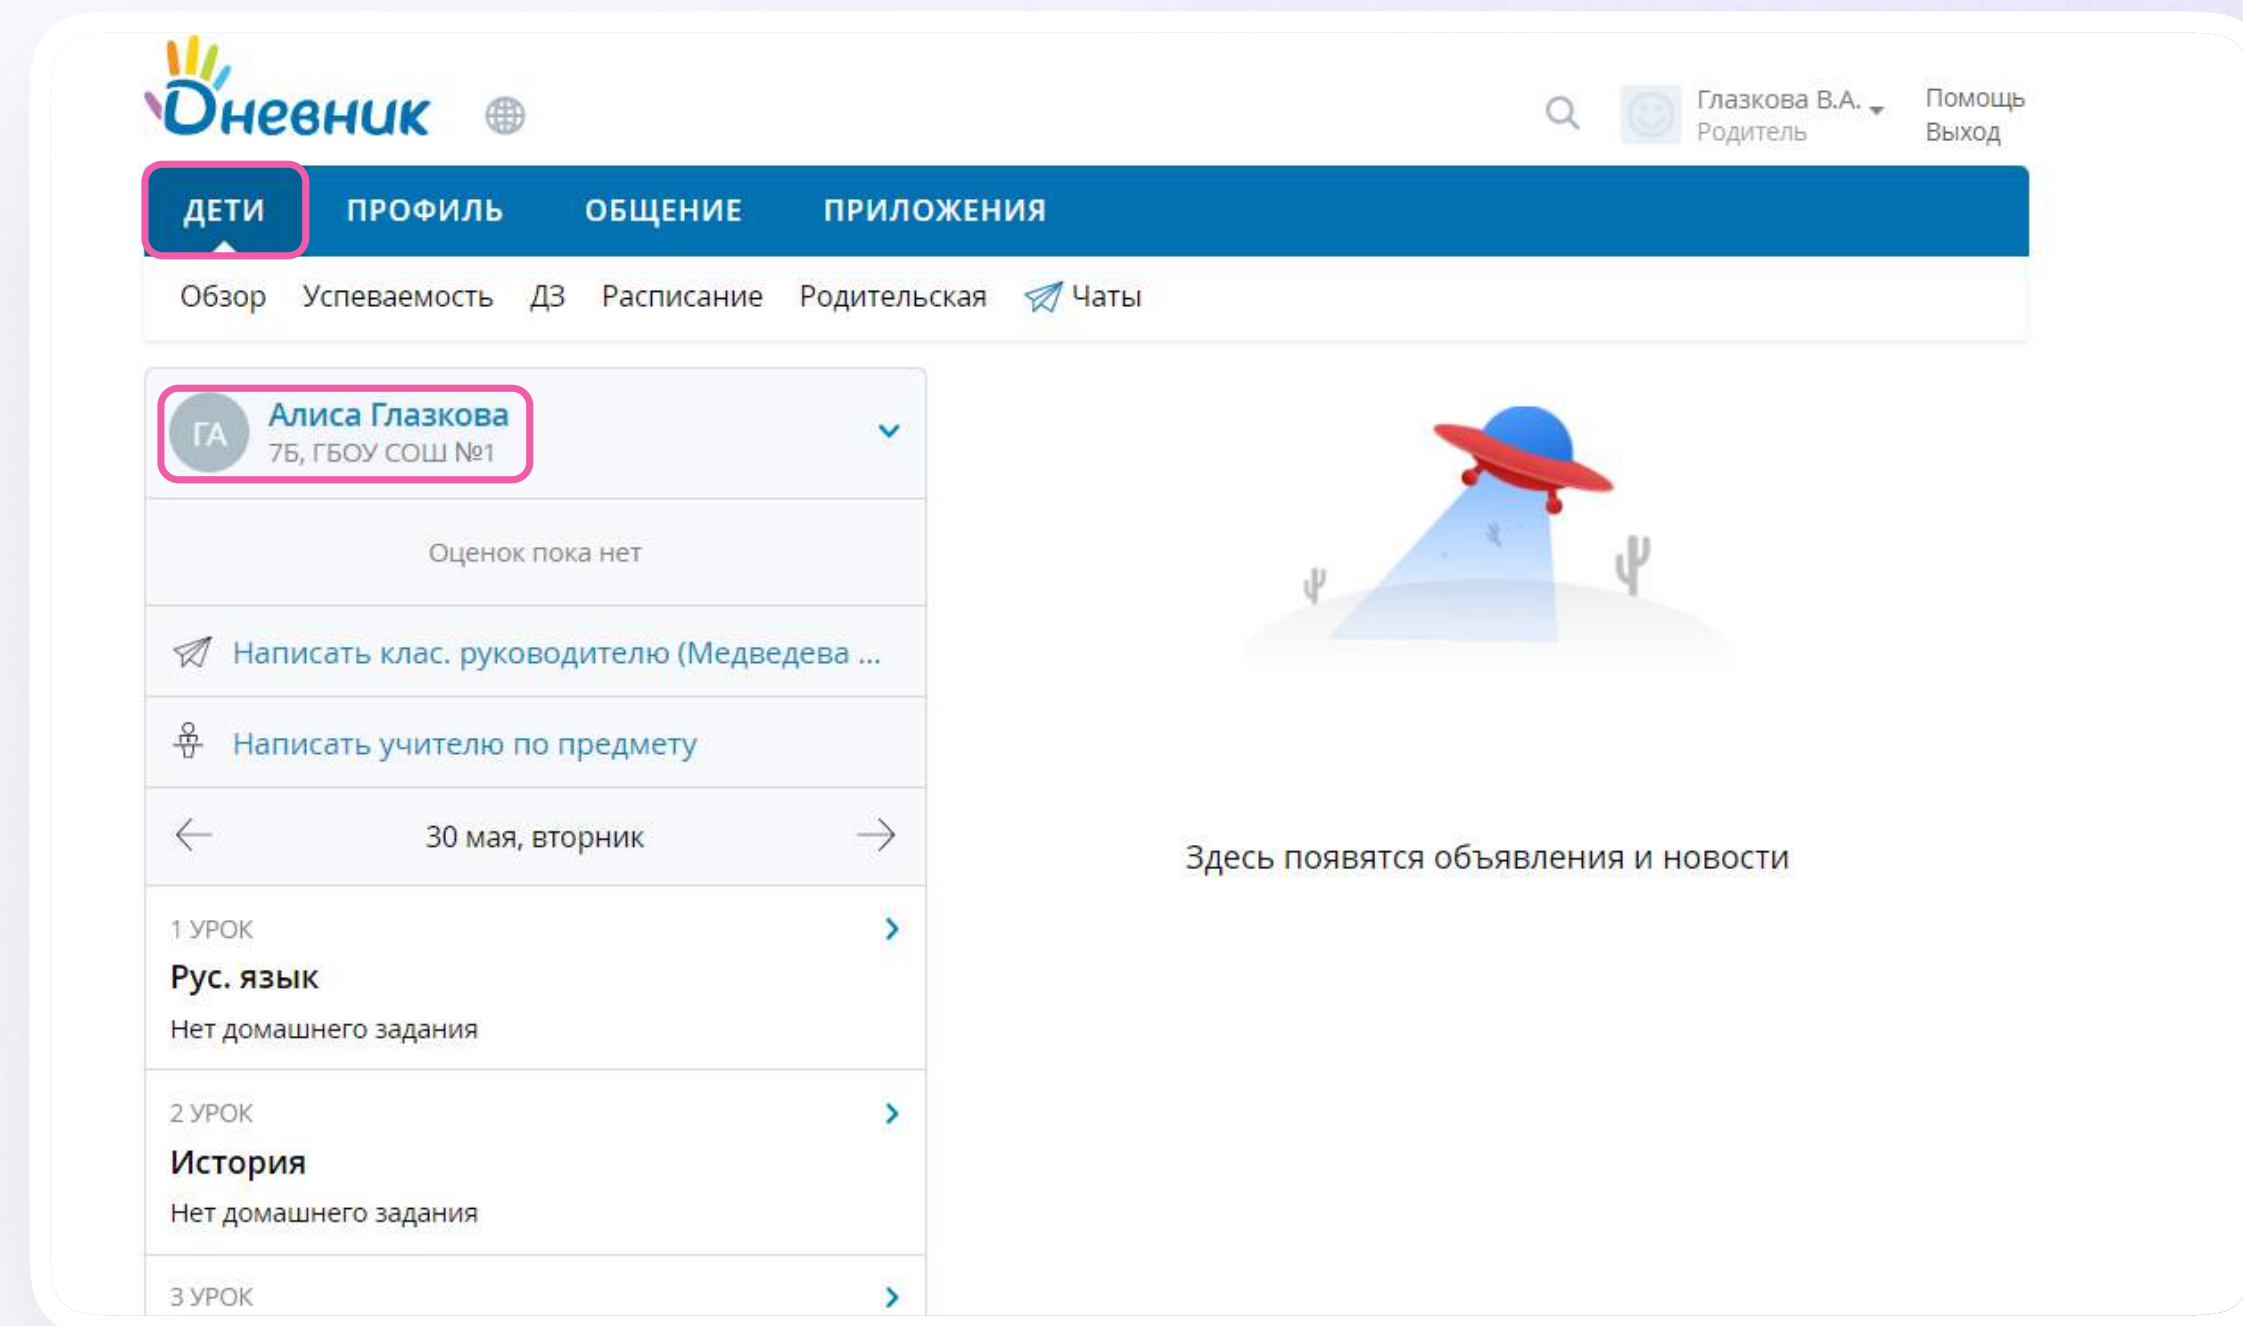 Дневник
Глазкова В.А.
Родитель
Помощь
Выход
ДЕТИ ПРОФИЛЬ ОБЩЕНИЕ ПРИЛОЖЕНИЯ
Обзор Успеваемость ДЗ Расписание Родительская Чаты
ГА
Алиса Глазкова
7Б, ГБОУ СОШ №1
Оценок пока нет
Написать клас. руководителю (Медведева ...
Написать учителю по предмету
30 мая, вторник
Здесь появятся объявления и новости
1 УРОК
Рус. язык
Нет домашнего задания
2 УРОК
История
Нет домашнего задания
3 УРОК